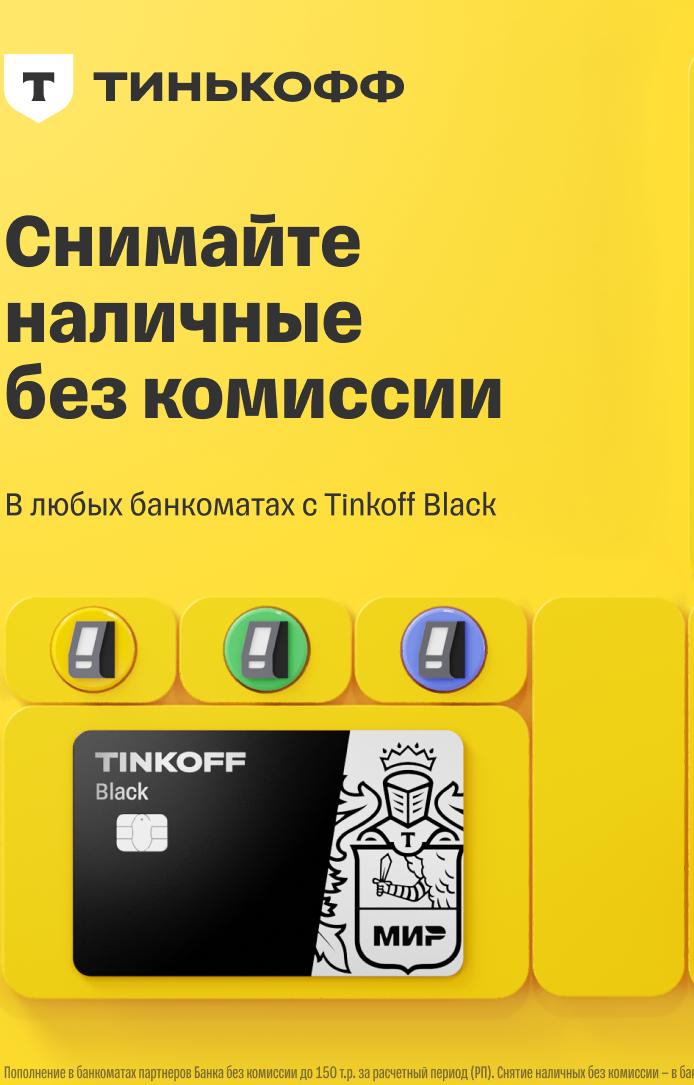 Т ТИНЬКОФФ
Снимайте
наличные
без комиссии
В любых банкоматах с Tinkoff Black
TINKOFF
Black
Т
МИР
Пополнение в банкоматах партнеров Банка без комиссии до 150 т.р. за расчетный период (РП). Снятие наличных без комиссии – в